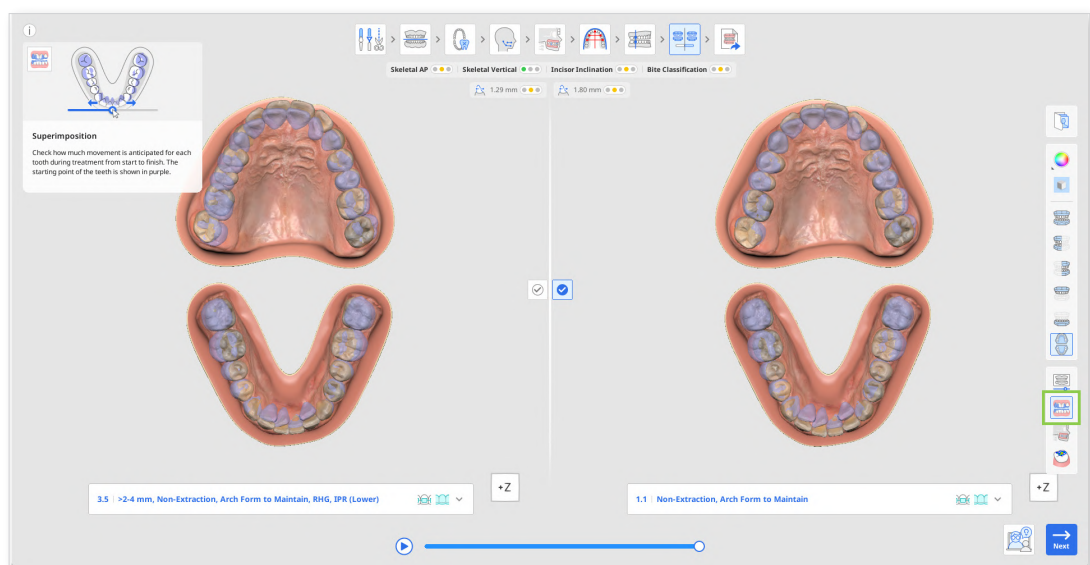 Skeletal AP | Skeletal Vertical | Incisor Inclination | Bite Classification
1.29 mm
1.80 mm
Superimposition
Check how much movement is anticipated for each
tooth during treatment from start to finish. The
starting point of the teeth is shown in purple.
+Z
+Z
3.5 | >2-4 mm, Non-Extraction, Arch Form to Maintain, RHG, IPR (Lower)
1.1 | Non-Extraction, Arch Form to Maintain
Next